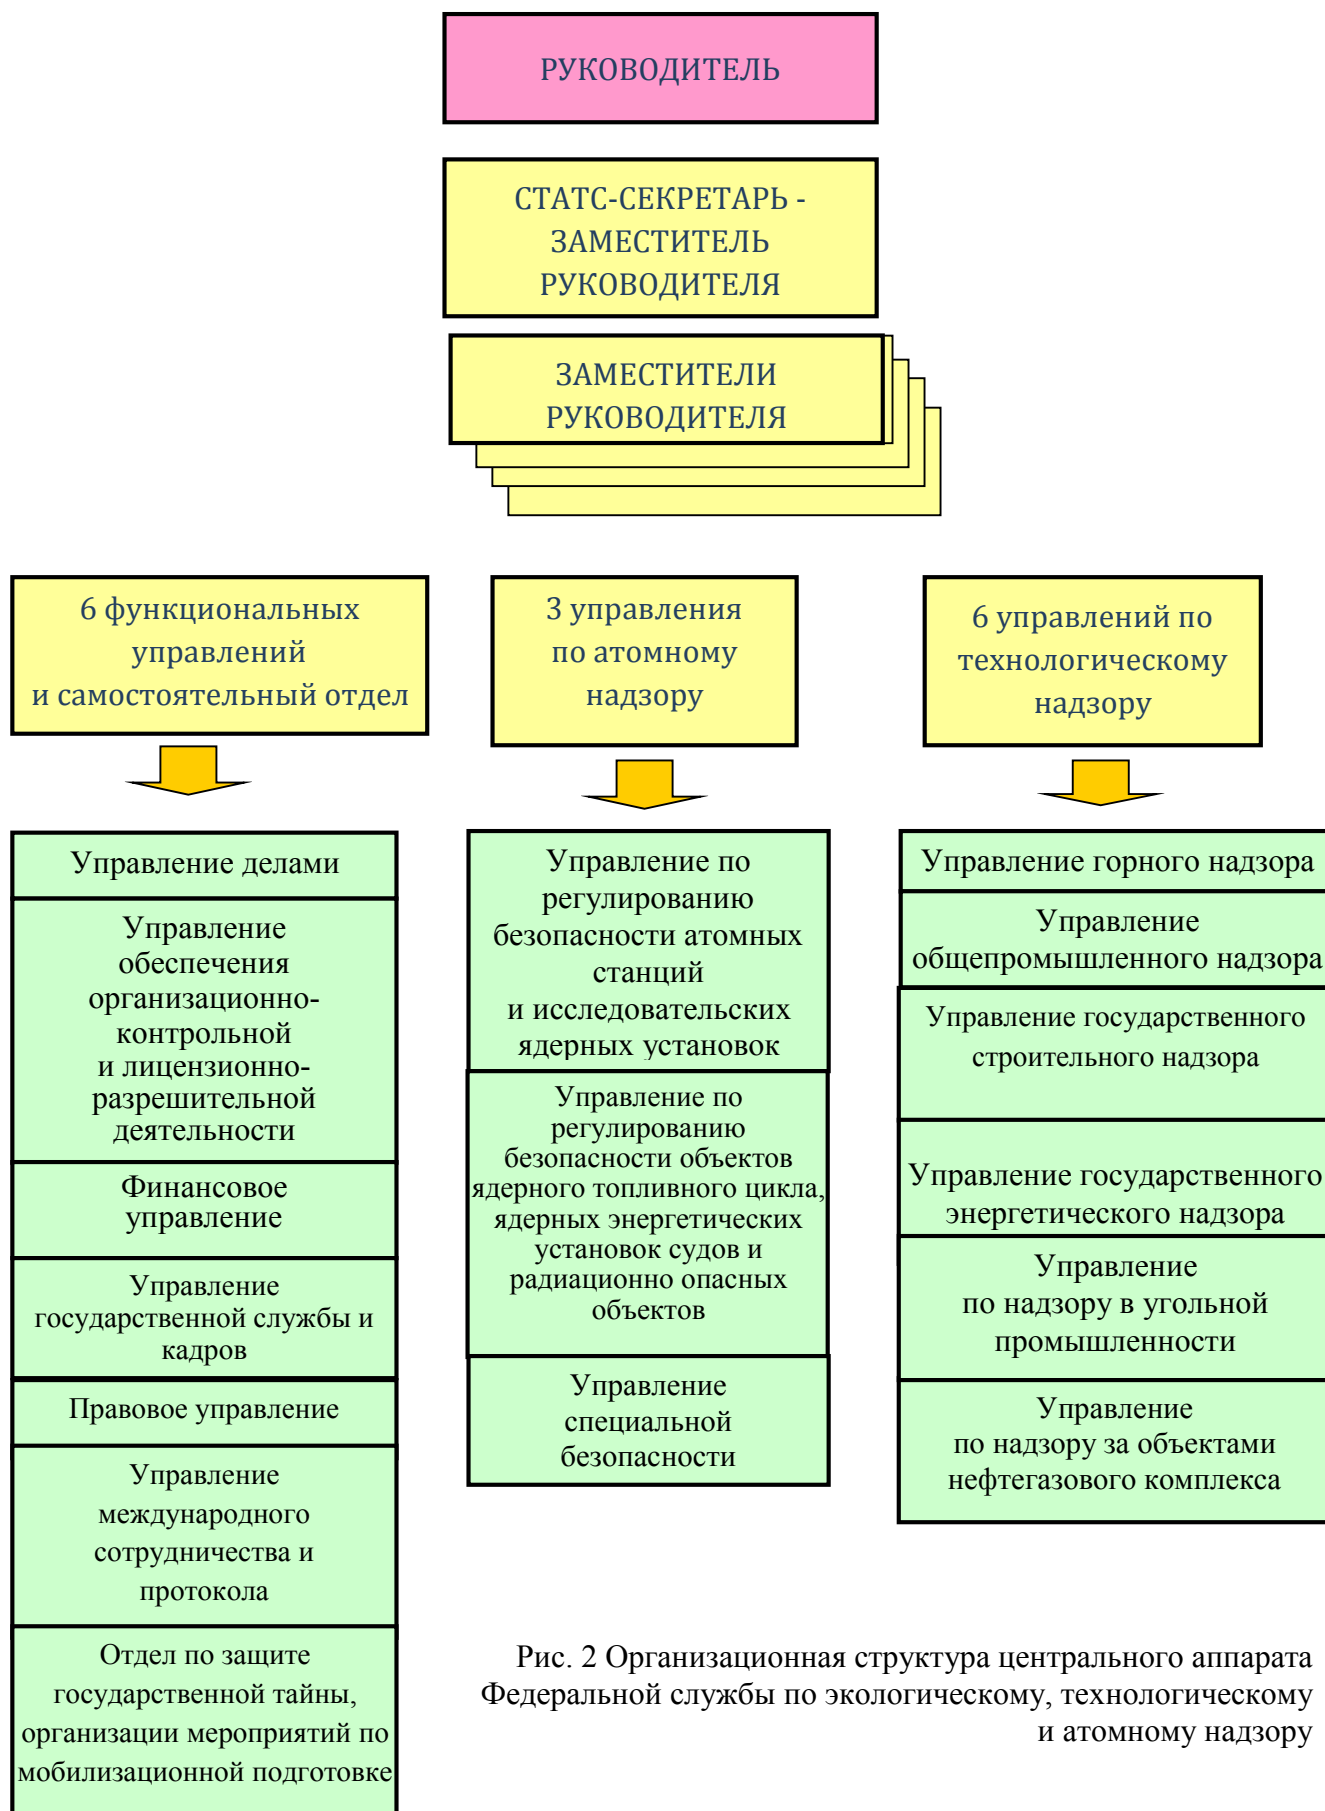 РУКОВОДИТЕЛЬ
СТАТС-СЕКРЕТАРЬ -
ЗАМЕСТИТЕЛЬ
РУКОВОДИТЕЛЯ
ЗАМЕСТИТЕЛИ
РУКОВОДИТЕЛЯ
6 функциональных
управлений
и самостоятельный отдел
3 управления
по атомному
надзору
6 управлений по
технологическому
надзору
Управление делами
Управление
обеспечения
организационно-
контрольной
и лицензионно-
разрешительной
деятельности
Финансовое
управление
Управление
государственной службы и
кадров
Правовое управление
Управление
международного
сотрудничества и
протокола
Отдел по защите
государственной тайны,
организации мероприятий по
мобилизационной подготовке
Управление по
регулированию
безопасности атомных
станций
и исследовательских
ядерных установок
Управление по
регулированию
безопасности объектов
ядерного топливного цикла,
ядерных энергетических
установок судов и
радиационно опасных
объектов
Управление
специальной
безопасности
Управление горного надзора
Управление
общепромышленного надзора
Управление государственного
строительного надзора
Управление государственного
энергетического надзора
Управление
по надзору в угольной
промышленности
Управление
по надзору за объектами
нефтегазового комплекса
Рис. 2 Организационная структура центрального аппарата
Федеральной службы по экологическому, технологическому
и атомному надзору